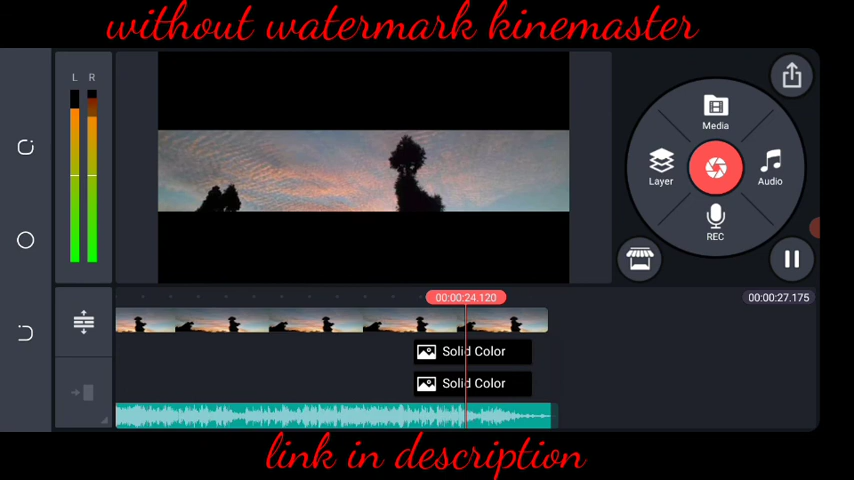 without watermark kinemaster
L R
Media
Layer
Audio
REC
00:00:24.120
00:00:27.175
Solid Color
Solid Color
link in description